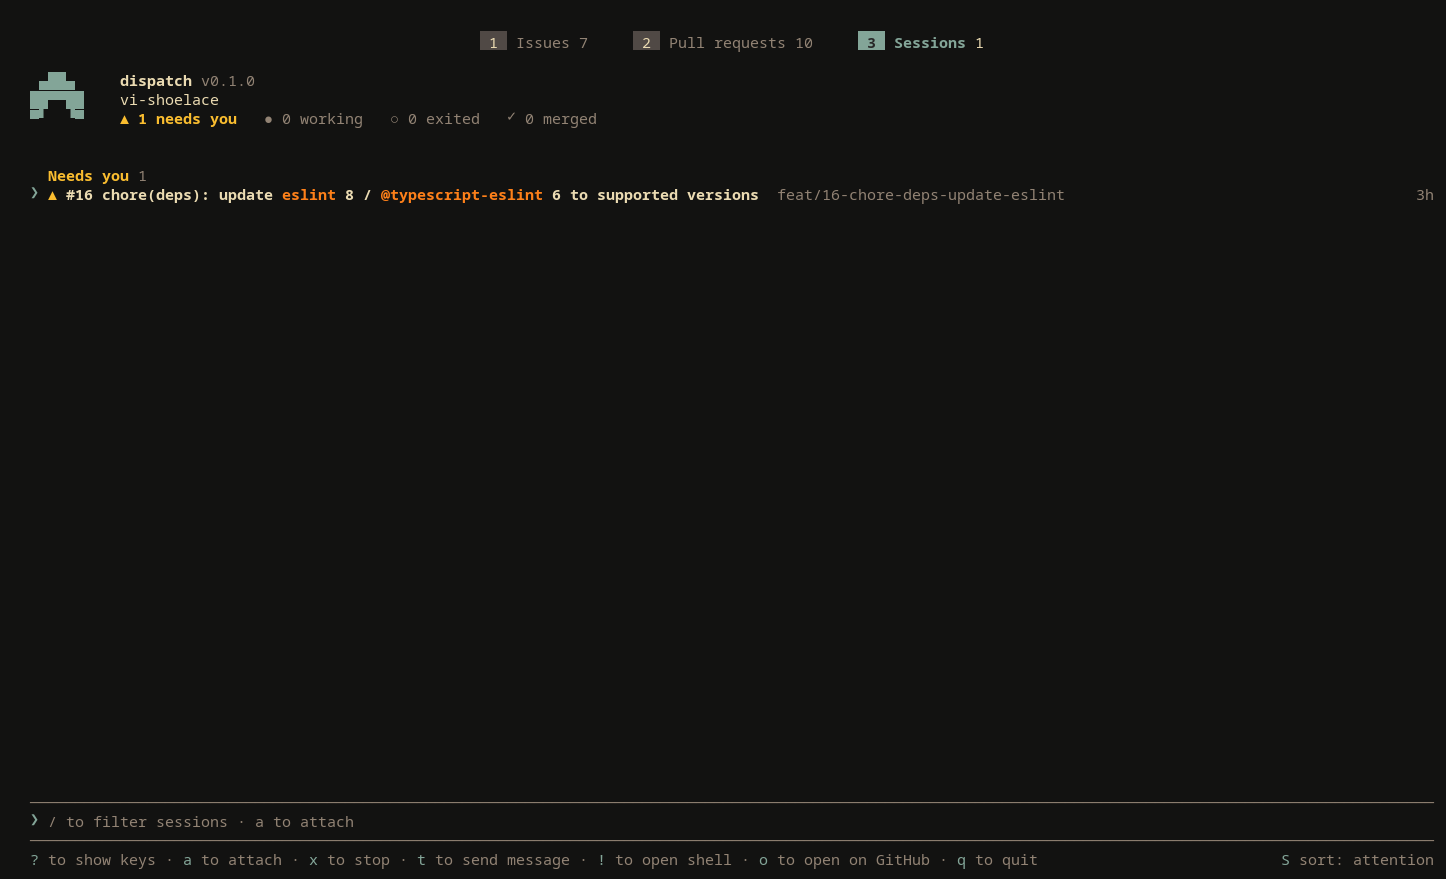 1 Issues 7 2 Pull requests 10 3 Sessions 1
dispatch v0.1.0
vi-shoelace
▲ 1 needs you ● 0 working ○ 0 exited ✓ 0 merged
Needs you 1
❯ ▲ #16 chore(deps): update eslint 8 / @typescript-eslint 6 to supported versions feat/16-chore-deps-update-eslint 3h
❯ / to filter sessions · a to attach
? to show keys · a to attach · x to stop · t to send message · ! to open shell · o to open on GitHub · q to quit S sort: attention